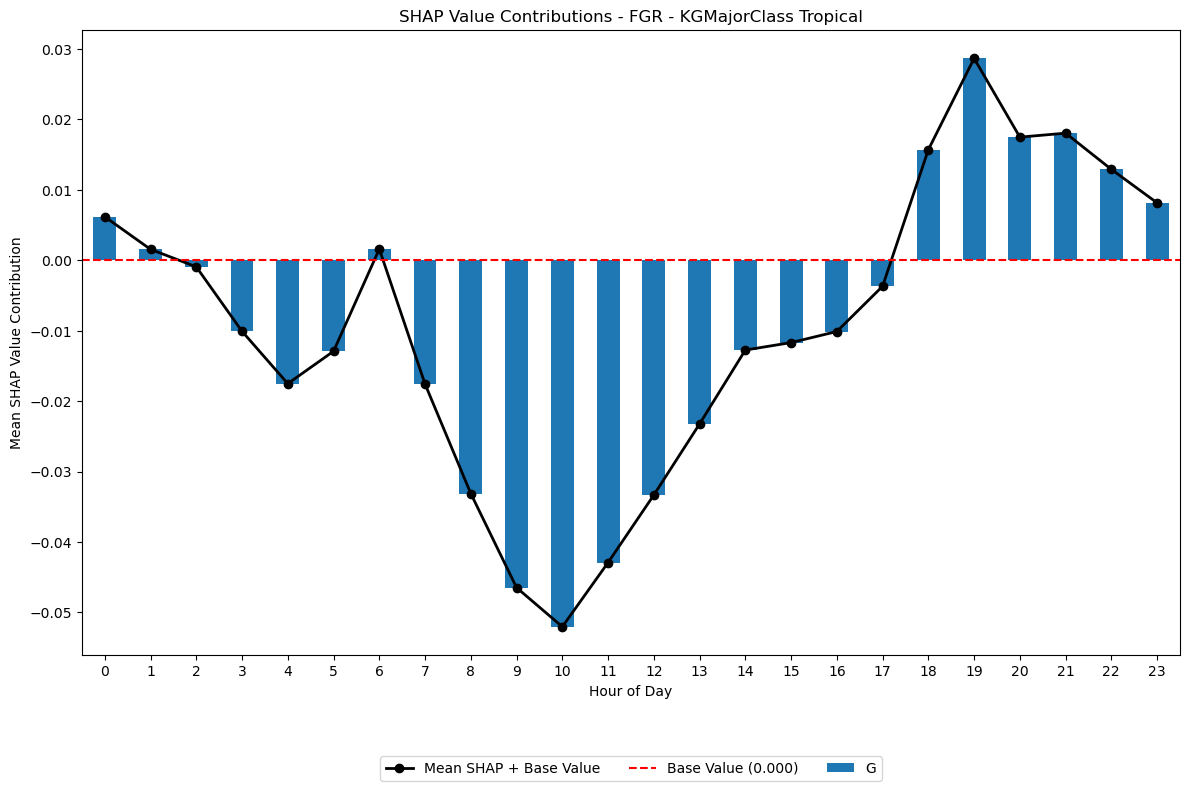 SHAP Value Contributions - FGR - KGMajorClass Tropical
Mean SHAP Value Contribution
0.03
0.02
0.01
0.00
−0.01
−0.02
−0.03
−0.04
−0.05
0 1 2 3 4 5 6 7 8 9 10 11 12 13 14 15 16 17 18 19 20 21 22 23
Hour of Day
Mean SHAP + Base Value Base Value (0.000) G